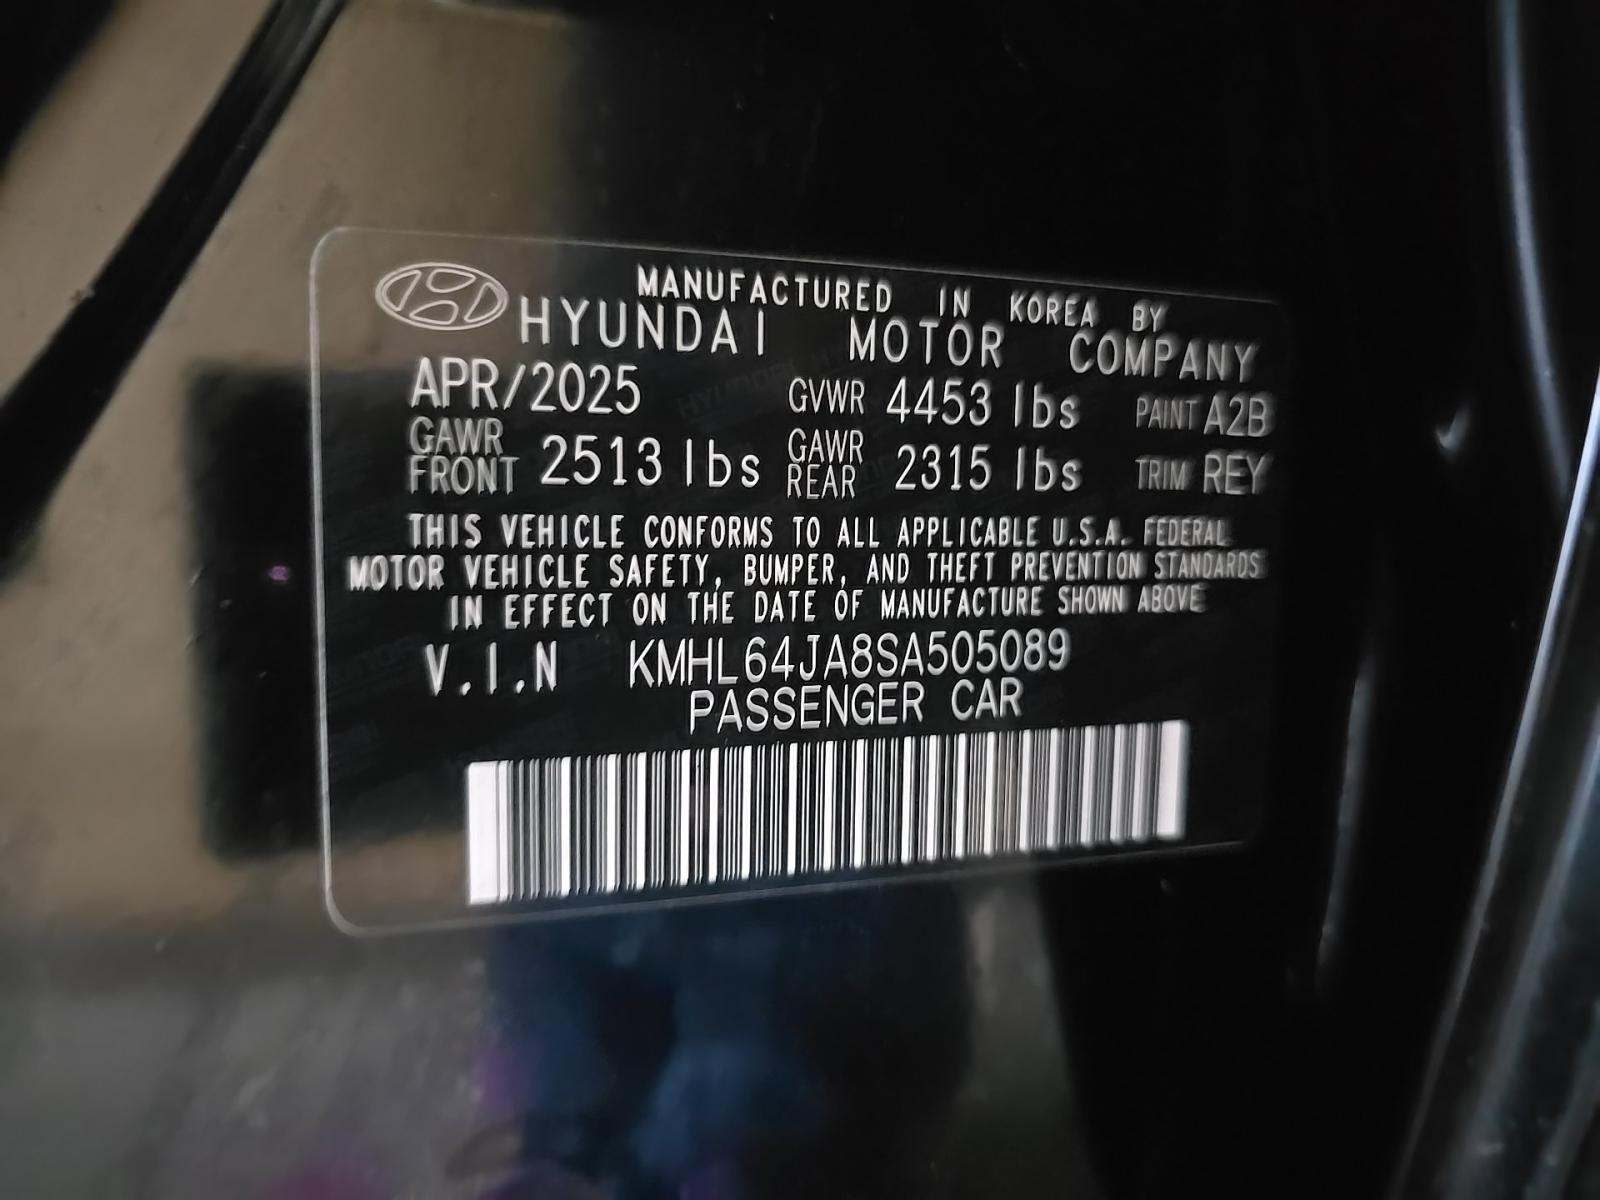 MANUFACTURED IN KOREA BY
HYUNDAI MOTOR COMPANY
APR/2025 GVWR 4453 lbs PAINT A2B
GAWR FRONT 2513 lbs GAWR REAR 2315 lbs TRIM REY
THIS VEHICLE CONFORMS TO ALL APPLICABLE U.S.A. FEDERAL
MOTOR VEHICLE SAFETY, BUMPER, AND THEFT PREVENTION STANDARDS
IN EFFECT ON THE DATE OF MANUFACTURE SHOWN ABOVE
V.I.N KMHL64JA8SA505089
PASSENGER CAR